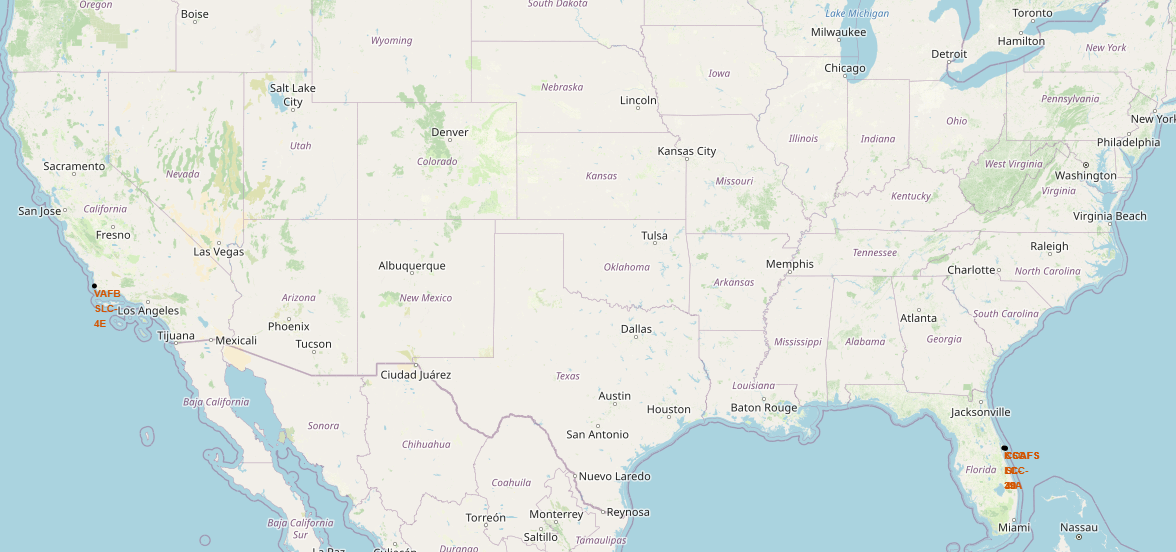 Oregon
Boise
South Dakota
Lake Michigan
Toronto
Milwaukee
Wyoming
Hamilton
New York
Detroit
Chicago
Iowa
Salt Lake
City
Nebraska
Lincoln
Pennsylvania
New York
Ohio
Denver
Illinois
Indiana
Philadelphia
Utah
Kansas City
Colorado
Sacramento
Nevada
Kansas
Missouri
West Virginia
Washington
Virginia
Kentucky
San Jose
California
Virginia Beach
Fresno
Las Vegas
Tulsa
Raleigh
Tennessee
Albuquerque
Oklahoma
Memphis
Charlotte
North Carolina
Arkansas
VAFB
SLC-
4E
Los Angeles
Arizona
New Mexico
South Carolina
Atlanta
Phoenix
Dallas
Tijuana
Mexicali
Tucson
Mississippi
Alabama
Georgia
Ciudad Juárez
Texas
Louisiana
Austin
Baja California
Houston
Baton Rouge
Jacksonville
Sonora
San Antonio
Chihuahua
Florida
Nuevo Laredo
Coahuila
Reynosa
Monterrey
Torreón
Baja California
Sur
Saltillo
Tamaulipas
Miami
Nassau
La Paz
Culiacán
Durango